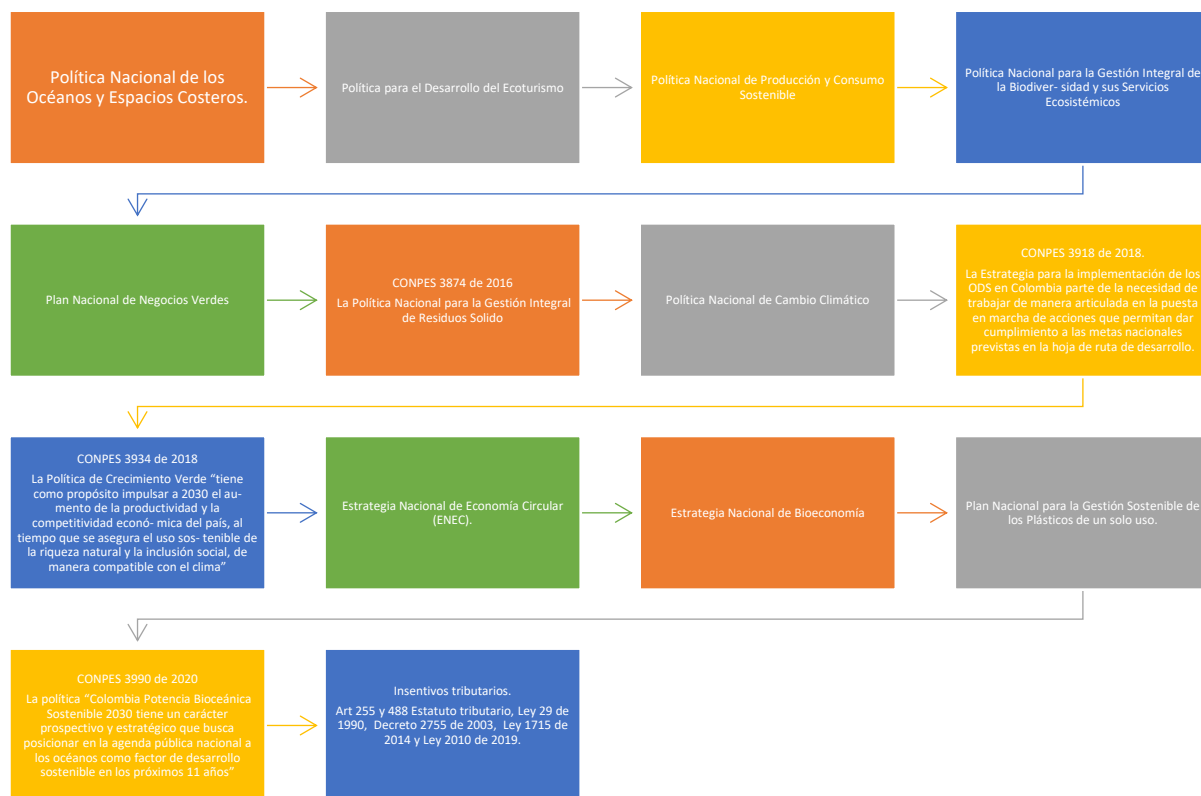 Política Nacional de los
Océanos y Espacios Costeros.
Política para el Desarrollo del Ecoturismo
Política Nacional de Producción y Consumo
Sostenible
Política Nacional para la Gestión Integral de
la Biodiver- sidad y sus Servicios
Ecosistémicos
Plan Nacional de Negocios Verdes
CONPES 3874 de 2016
La Política Nacional para la Gestión Integral
de Residuos Solido
Política Nacional de Cambio Climático
CONPES 3918 de 2018.
La Estrategia para la implementación de los
ODS en Colombia parte de la necesidad de
trabajar de manera articulada en la puesta
en marcha de acciones que permitan dar
cumplimiento a las metas nacionales
previstas en la hoja de ruta de desarrollo.
CONPES 3934 de 2018
La Política de Crecimiento Verde “tiene
como propósito impulsar a 2030 el au-
mento de la productividad y la
competitividad econó- mica del país, al
tiempo que se asegura el uso sos- tenible de
la riqueza natural y la inclusión social, de
manera compatible con el clima”
Estrategia Nacional de Economía Circular
(ENEC).
Estrategia Nacional de Bioeconomía
Plan Nacional para la Gestión Sostenible de
los Plásticos de un solo uso.
CONPES 3990 de 2020
La política “Colombia Potencia Bioceánica
Sostenible 2030 tiene un carácter
prospectivo y estratégico que busca
posicionar en la agenda pública nacional a
los océanos como factor de desarrollo
sostenible en los próximos 11 años”
Insentivos tributarios.
Art 255 y 488 Estatuto tributario, Ley 29 de
1990, Decreto 2755 de 2003, Ley 1715 de
2014 y Ley 2010 de 2019.